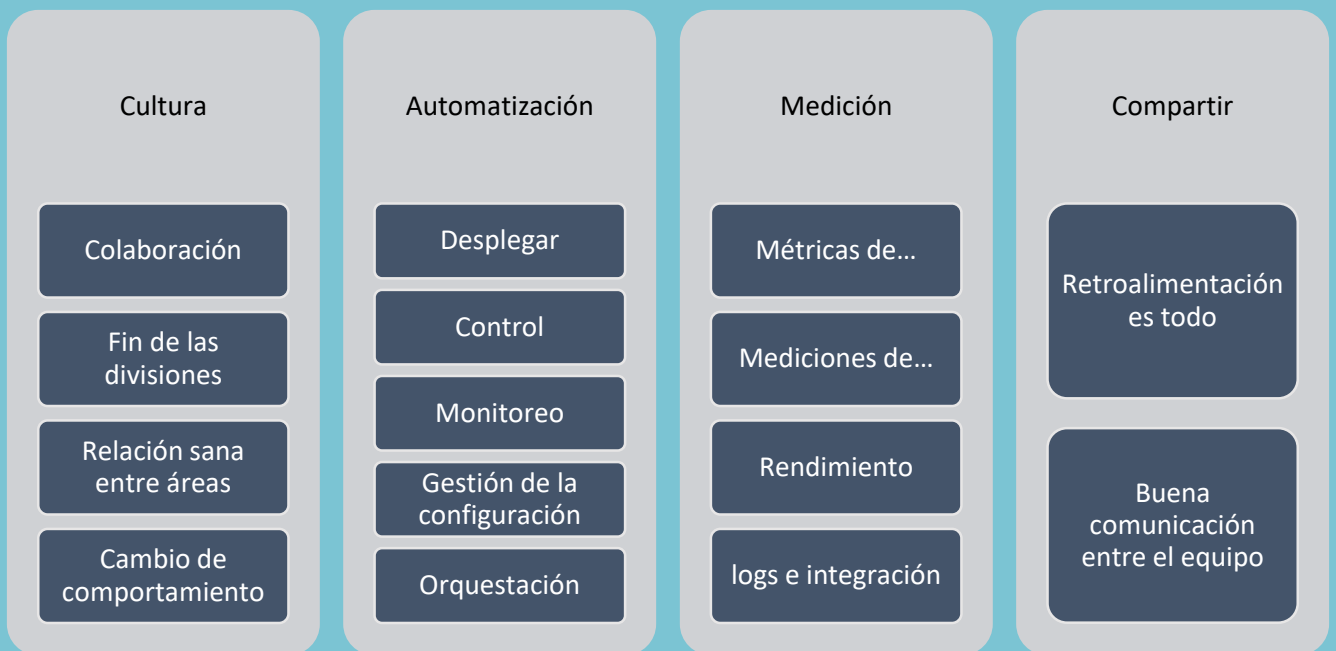 Cultura
Colaboración
Fin de las
divisiones
Relación sana
entre áreas
Cambio de
comportamiento
Automatización
Desplegar
Control
Monitoreo
Gestión de la
configuración
Orquestación
Medición
Métricas de...
Mediciones de...
Rendimiento
logs e integración
Compartir
Retroalimentación
es todo
Buena
comunicación
entre el equipo